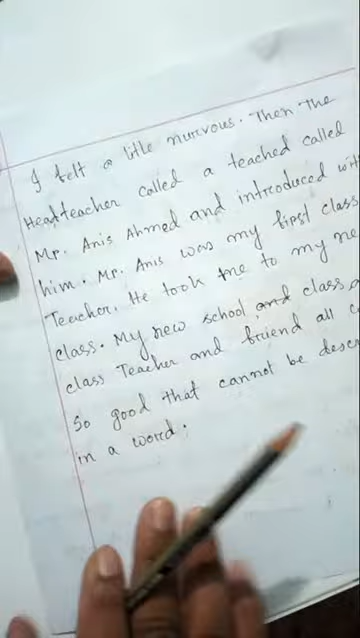 I felt a litle nurvous. Then the
Headteacher called a teached called
Mr. Anis Ahmed and introduced with
him. Mr. Anis was my first class
Teacher. He took me to my ne
class. My new school and class,
class Teacher and friend all
so good that cannot be desc
in a word.